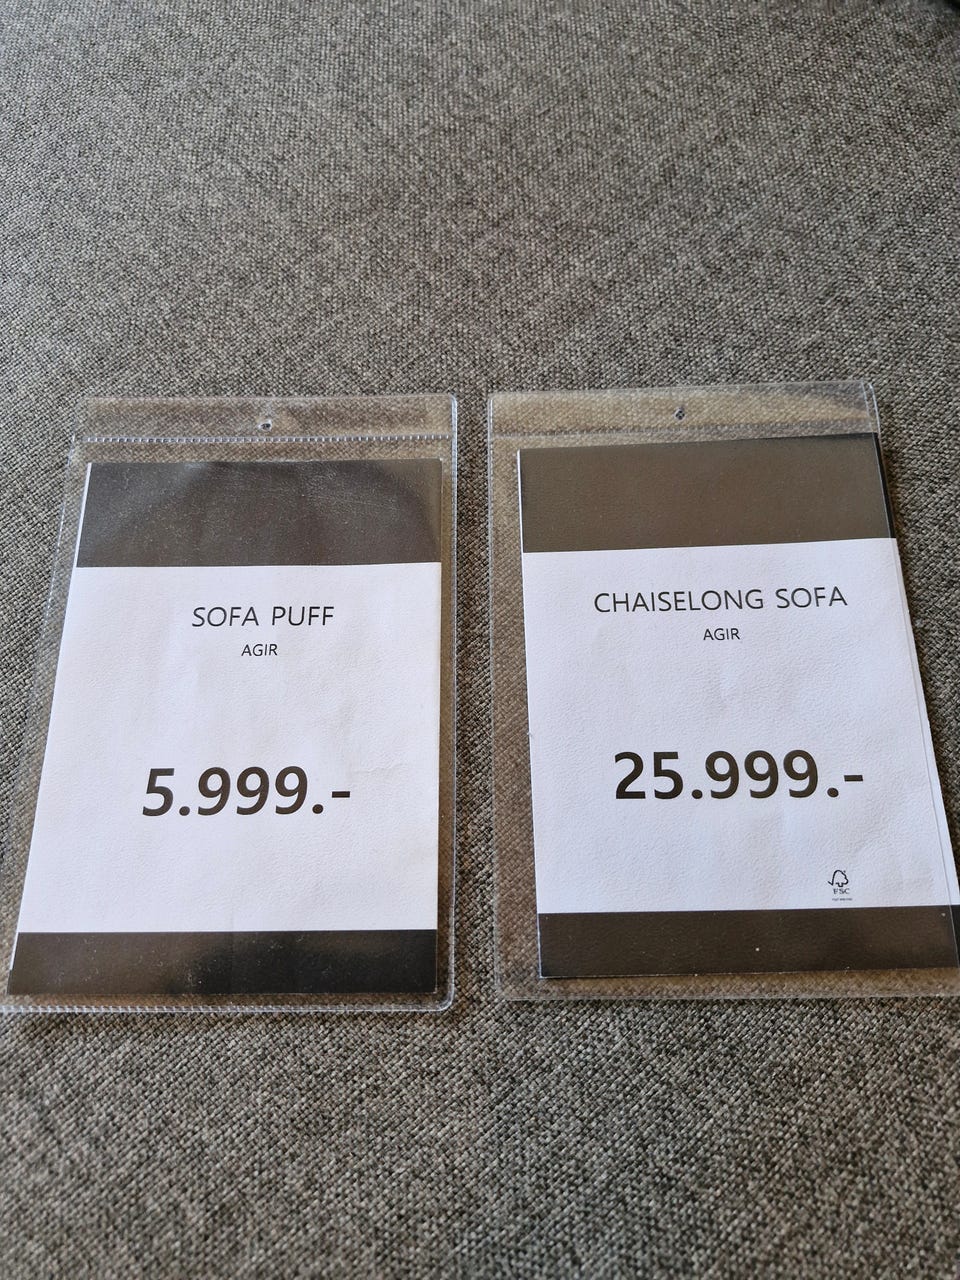 SOFA PUFF
AGIR
5.999.-
CHAISELONG SOFA
AGIR
25.999.-
FSC